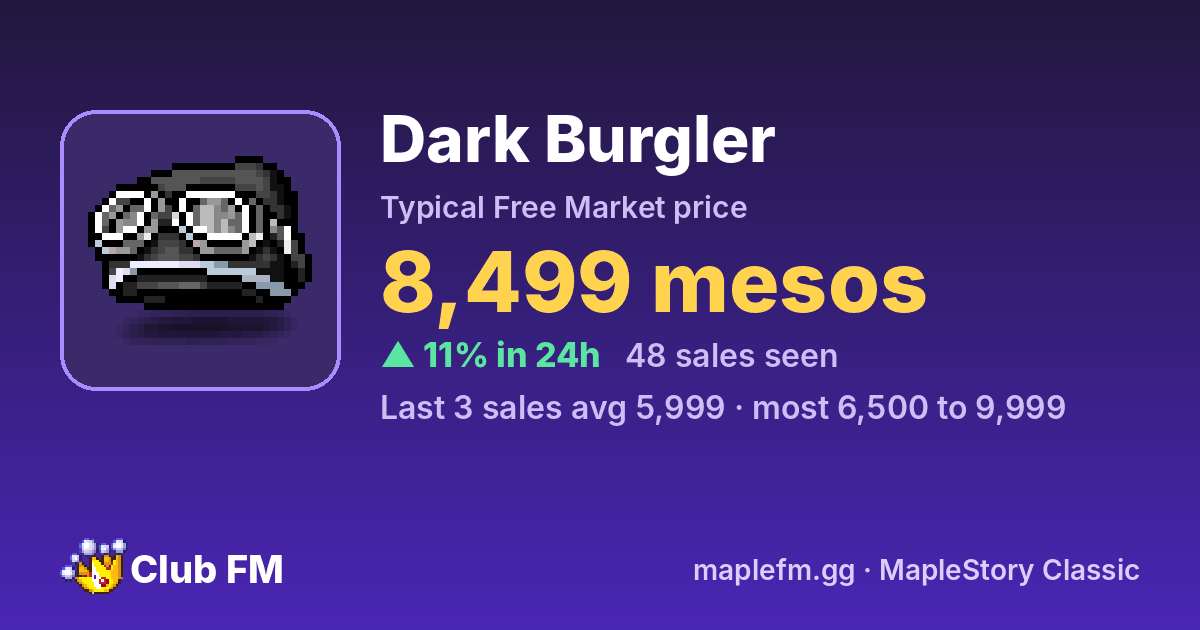 Dark Burgler
Typical Free Market price
8,499 mesos
▲ 11% in 24h 48 sales seen
Last 3 sales avg 5,999 · most 6,500 to 9,999
Club FM
maplefm.gg · MapleStory Classic